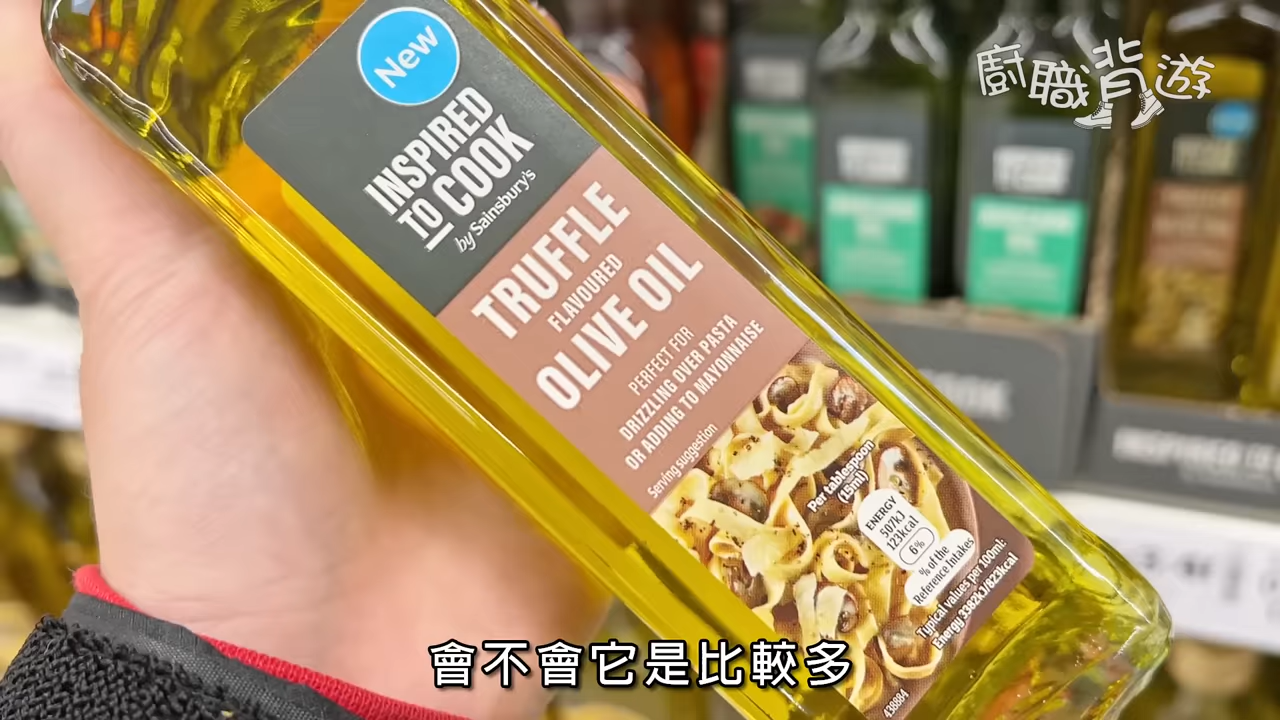 廚職背遊
New
INSPIRED
TO COOK
by Sainsbury's
TRUFFLE
FLAVOURED
OLIVE OIL
PERFECT FOR
DRIZZLING OVER PASTA
OR ADDING TO MAYONNAISE
Serving suggestion
Per tablespoon
(15ml)
ENERGY
507kJ
123kcal
6%
% of the
Reference Intakes
Typical values per 100ml:
Energy 3382kJ/823kcal
438884
會不會它是比較多